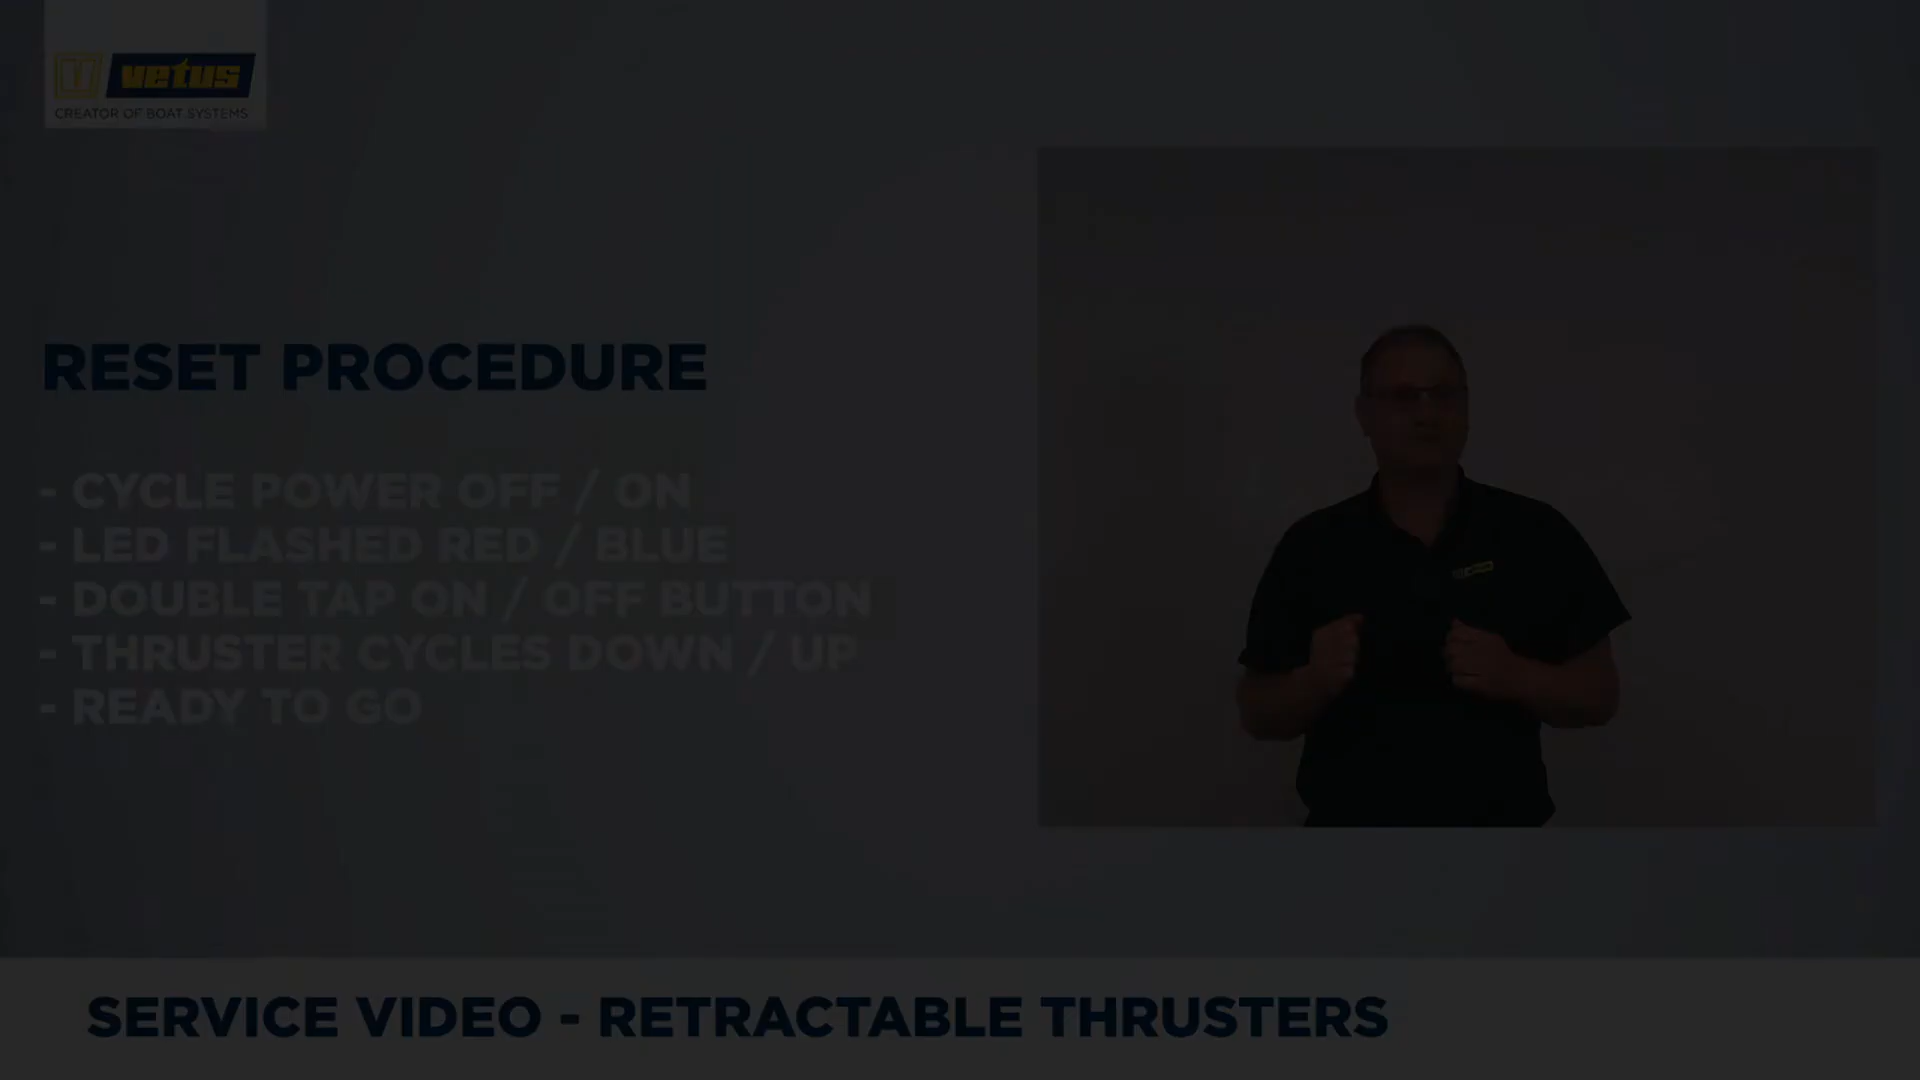 vetus
CREATOR OF BOAT SYSTEMS
RESET PROCEDURE
- CYCLE POWER OFF / ON
- LED FLASHED RED / BLUE
- DOUBLE TAP ON / OFF BUTTON
- THRUSTER CYCLES DOWN / UP
- READY TO GO
SERVICE VIDEO - RETRACTABLE THRUSTERS